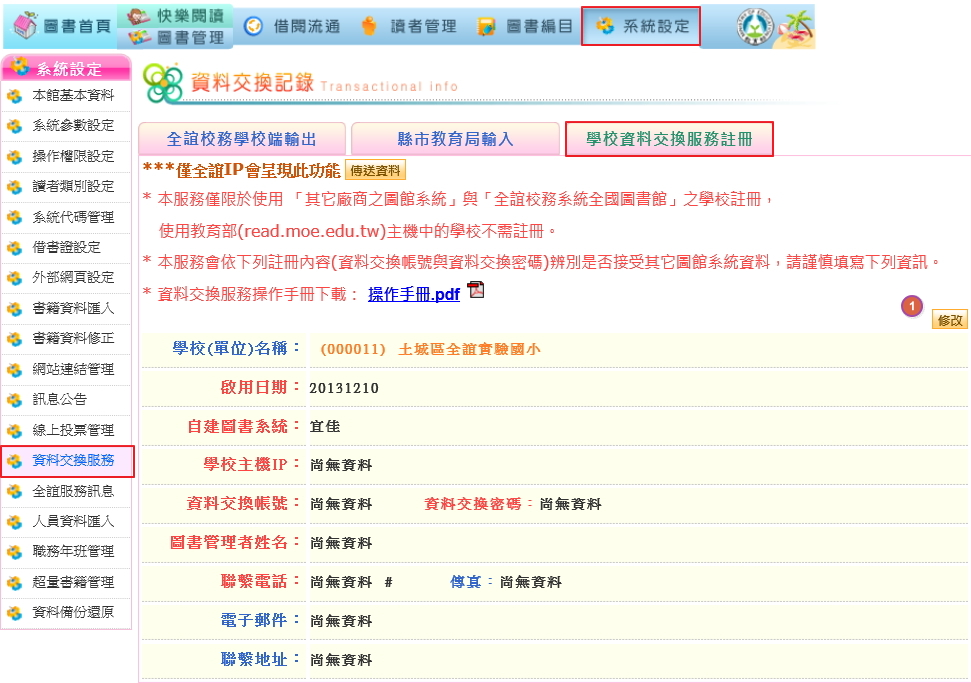 圖書首頁
快樂閱讀
圖書管理
借閱流通
讀者管理
圖書編目
系統設定
系統設定
本館基本資料
系統參數設定
操作權限設定
讀者類別設定
系統代碼管理
借書證設定
外部網頁設定
書籍資料匯入
書籍資料修正
網站連結管理
訊息公告
線上投票管理
資料交換服務
全誼服務訊息
人員資料匯入
職務年班管理
超量書籍管理
資料備份還原
資料交換記錄 Transactional info
全誼校務學校端輸出
縣市教育局輸入
學校資料交換服務註冊
***僅全誼IP會呈現此功能 傳送資料
* 本服務僅限於使用 「其它廠商之圖館系統」與「全誼校務系統全國圖書館」之學校註冊，
使用教育部(read.moe.edu.tw)主機中的學校不需註冊。
* 本服務會依下列註冊內容(資料交換帳號與資料交換密碼)辨別是否接受其它圖館系統資料，請謹慎填寫下列資訊。
* 資料交換服務操作手冊下載： 操作手冊.pdf
1
修改
學校(單位)名稱： (000011) 土城區全誼實驗國小
啟用日期： 20131210
自建圖書系統： 宜佳
學校主機IP： 尚無資料
資料交換帳號： 尚無資料 資料交換密碼： 尚無資料
圖書管理者姓名： 尚無資料
聯繫電話： 尚無資料 # 傳真： 尚無資料
電子郵件： 尚無資料
聯繫地址： 尚無資料